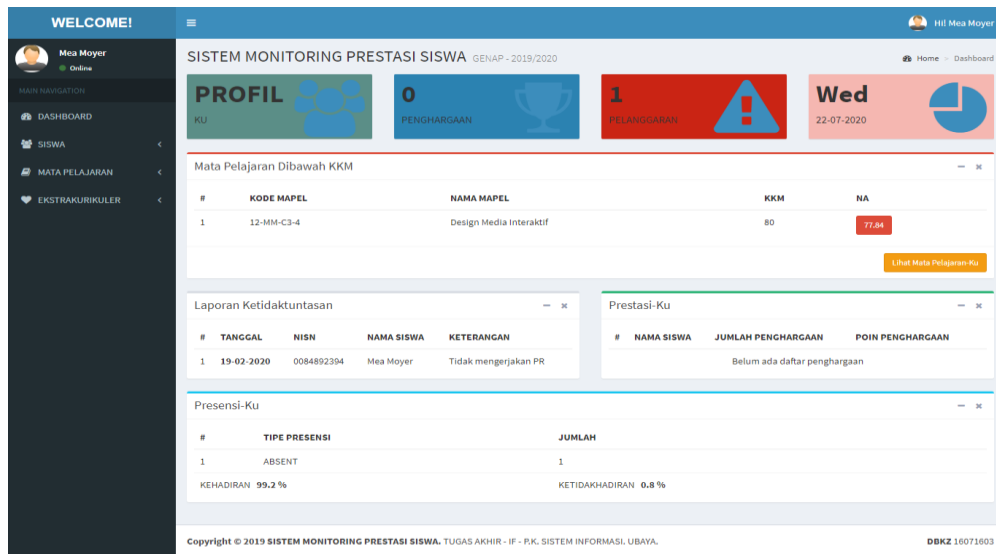 WELCOME!
Hi! Mea Moyer
Mea Moyer
Online
MAIN NAVIGATION
DASHBOARD
SISWA
MATA PELAJARAN
EKSTRAKURIKULER
SISTEM MONITORING PRESTASI SISWA GENAP - 2019/2020
Home > Dashboard
PROFIL
KU
0
PENGHARGAAN
1
PELANGGARAN
Wed
22-07-2020
Mata Pelajaran Dibawah KKM
# KODE MAPEL NAMA MAPEL KKM NA
1 12-MM-C3-4 Design Media Interaktif 80 77.84
Lihat Mata Pelajaran-Ku
Laporan Ketidaktuntasan
# TANGGAL NISN NAMA SISWA KETERANGAN
1 19-02-2020 0084892394 Mea Moyer Tidak mengerjakan PR
Prestasi-Ku
# NAMA SISWA JUMLAH PENGHARGAAN POIN PENGHARGAAN
Belum ada daftar penghargaan
Presensi-Ku
# TIPE PRESENSI JUMLAH
1 ABSENT 1
KEHADIRAN 99.2 % KETIDAKHADIRAN 0.8 %
Copyright © 2019 SISTEM MONITORING PRESTASI SISWA. TUGAS AKHIR - IF - P.K. SISTEM INFORMASI. UBAYA.
DBKZ 16071603